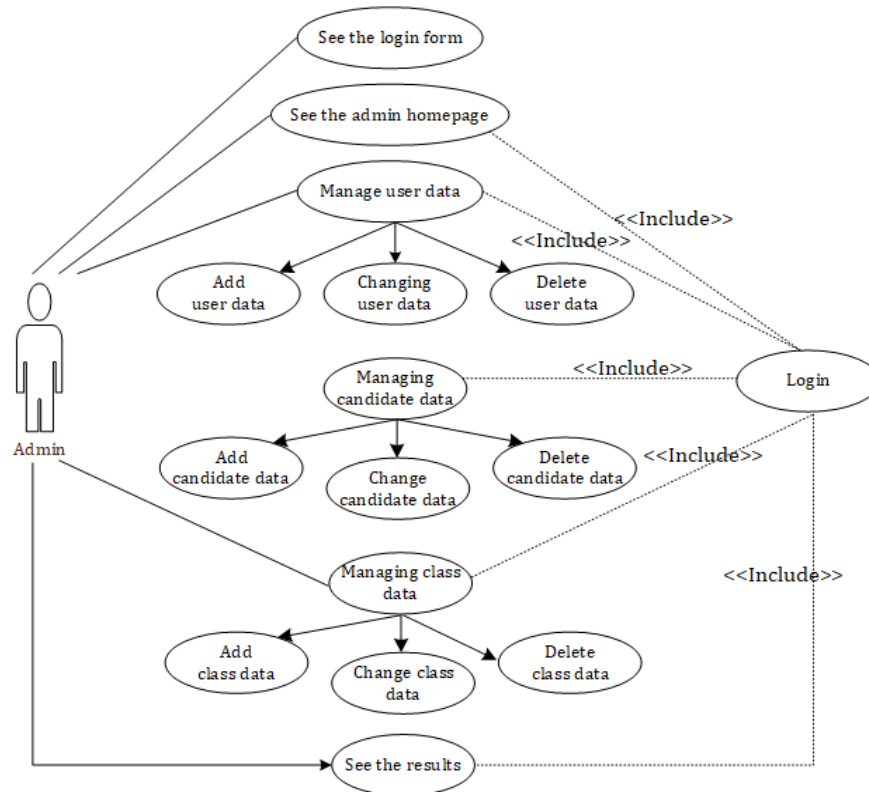 See the login form
See the admin homepage
Manage user data
<<Include>>
<<Include>>
Add
user data
Changing
user data
Delete
user data
Managing
candidate data
<<Include>>
Login
Admin
Add
candidate data
Change
candidate data
Delete
candidate data
<<Include>>
Managing class
data
<<Include>>
Add
class data
Change class
data
Delete
class data
See the results